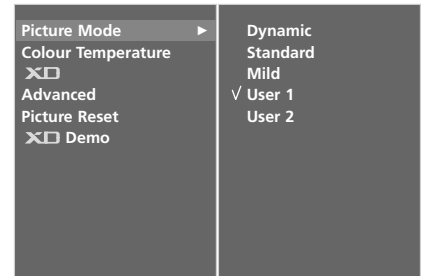 Picture Mode ►
Colour Temperature
XD
Advanced
Picture Reset
XD Demo
Dynamic
Standard
Mild
√ User 1
User 2